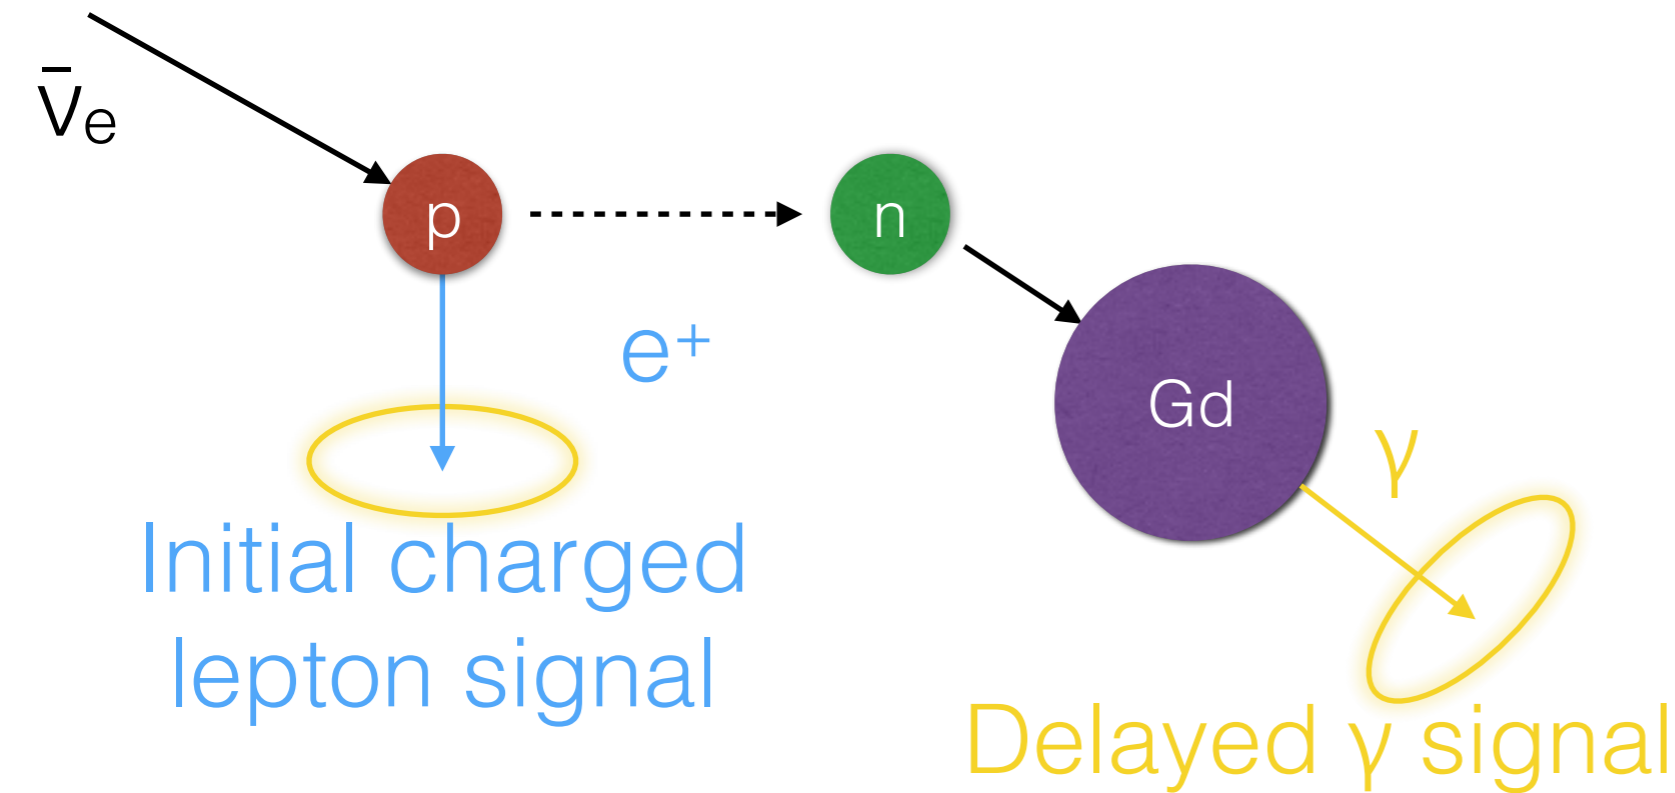 ν̄e
p
n
e⁺
Gd
γ
Initial charged
lepton signal
Delayed γ signal